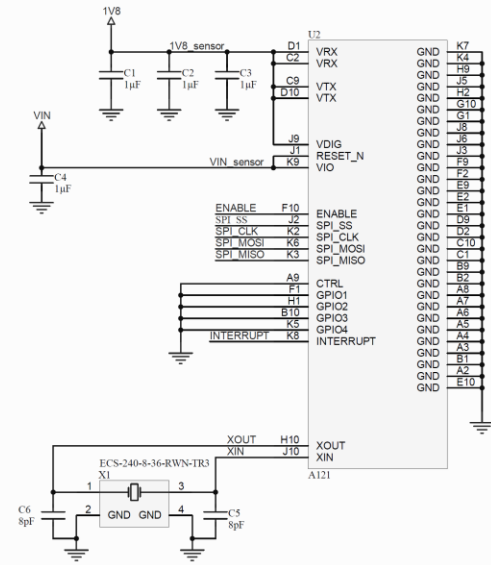 1V8
U2
1V8_sensor
D1 VRX GND K7
C2 VRX GND K4
GND H9
C9 VTX GND J5
D10 VTX GND H2
GND G10
GND G1
GND J8
J9 VDIG GND J6
J1 RESET_N GND J3
K9 VIO GND F9
GND F2
GND E9
GND E2
F10 ENABLE GND E1
J2 SPI_SS GND D9
K2 SPI_CLK GND D2
K6 SPI_MOSI GND C10
K3 SPI_MISO GND C1
GND B9
A9 CTRL GND B2
F1 GPIO1 GND A8
H1 GPIO2 GND A7
B10 GPIO3 GND A6
K5 GPIO4 GND A5
K8 INTERRUPT GND A4
GND A3
GND B1
GND A2
GND E10
C1
1µF
C2
1µF
C3
1µF
VIN
VIN_sensor
C4
1µF
ENABLE
SPI_SS
SPI_CLK
SPI_MOSI
SPI_MISO
INTERRUPT
XOUT H10 XOUT
XIN J10 XIN
A121
ECS-240-8-36-RWN-TR3
X1
1 3
2 GND GND 4
C6
8pF
C5
8pF